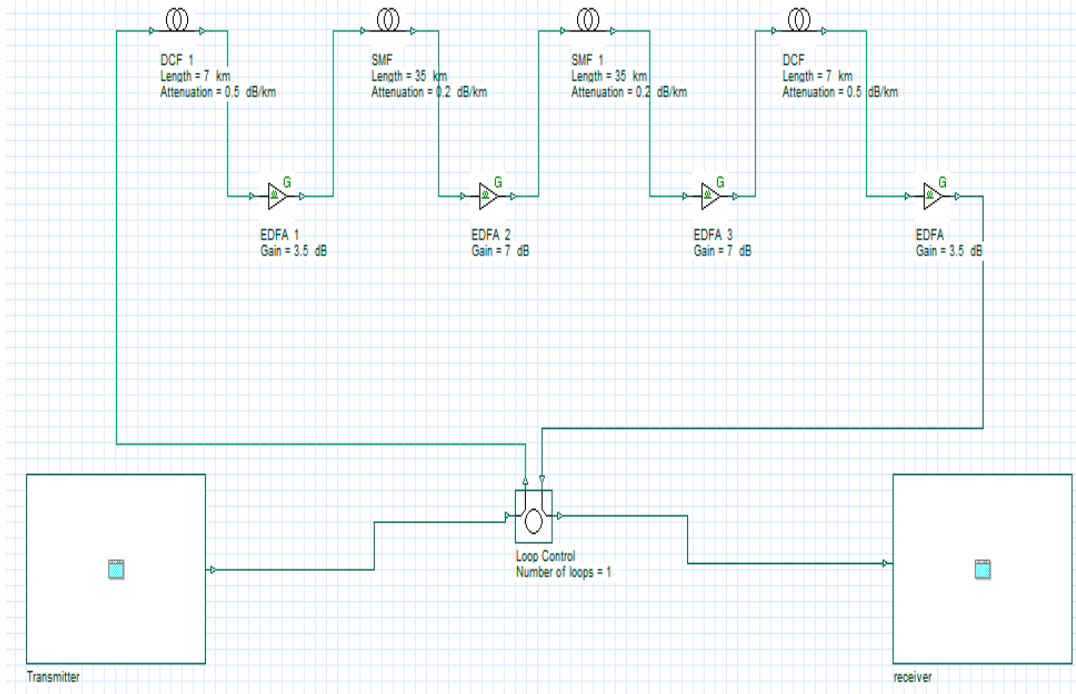 DCF 1
Length = 7 km
Attenuation = 0.5 dB/km
SMF
Length = 35 km
Attenuation = 0.2 dB/km
SMF 1
Length = 35 km
Attenuation = 0.2 dB/km
DCF
Length = 7 km
Attenuation = 0.5 dB/km
G
EDFA 1
Gain = 3.5 dB
G
EDFA 2
Gain = 7 dB
G
EDFA 3
Gain = 7 dB
G
EDFA
Gain = 3.5 dB
Loop Control
Number of loops = 1
Transmitter
receiver